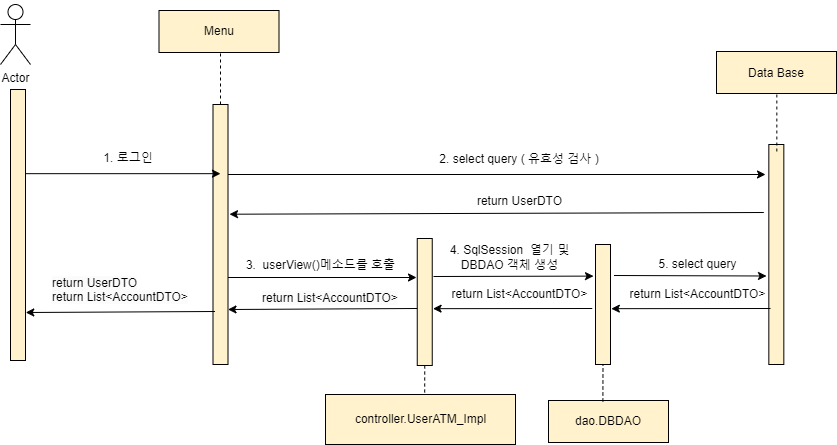 Menu
Data Base
Actor
1. 로그인
2. select query ( 유효성 검사 )
return UserDTO
3. userView()메소드를 호출
4. SqlSession 열기 및
DBDAO 객체 생성
5. select query
return UserDTO
return List<AccountDTO>
return List<AccountDTO>
return List<AccountDTO>
return List<AccountDTO>
controller.UserATM_Impl
dao.DBDAO